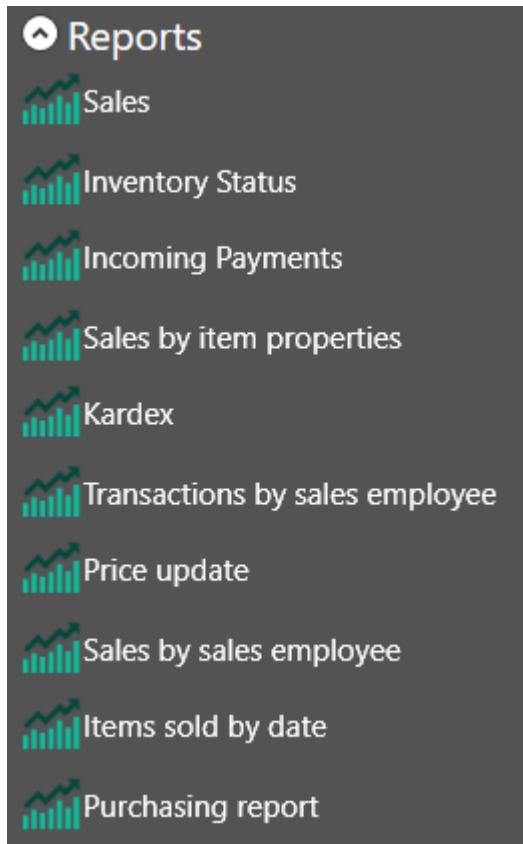 Reports
Sales
Inventory Status
Incoming Payments
Sales by item properties
Kardex
Transactions by sales employee
Price update
Sales by sales employee
Items sold by date
Purchasing report